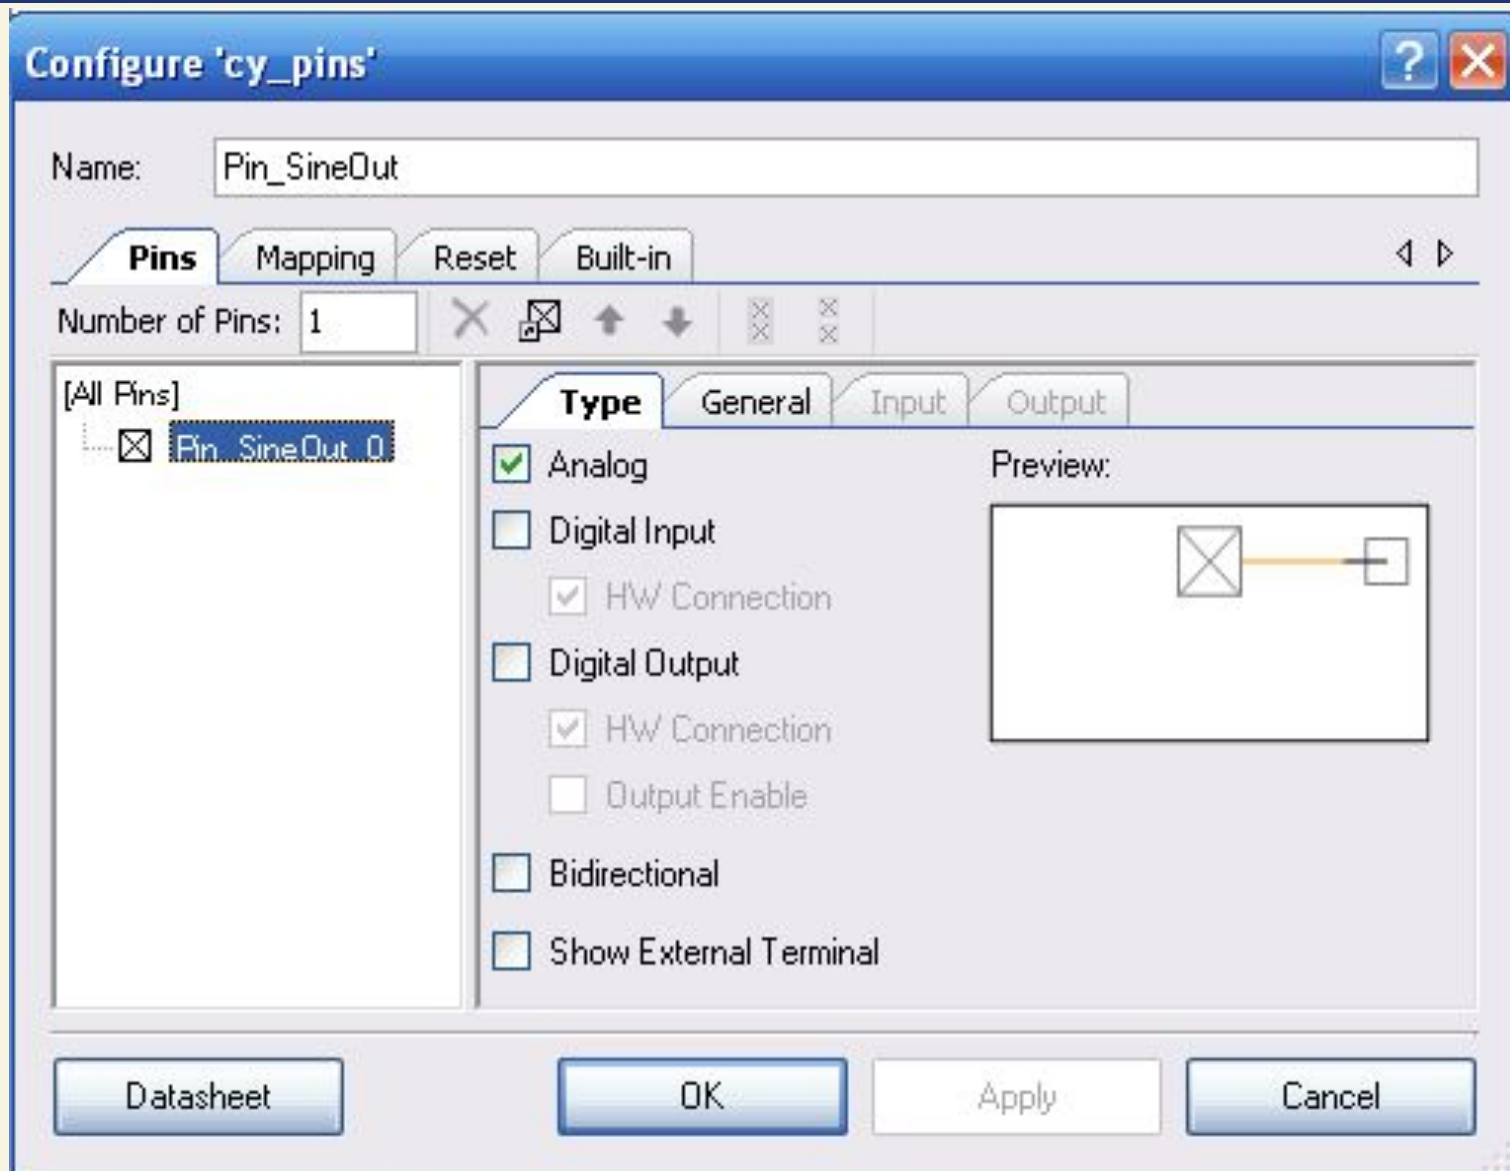 Configure 'cy_pins'
?
Name: Pin_SineOut
Pins Mapping Reset Built-in
Number of Pins: 1
[All Pins]
Pin_SineOut_0
Type General Input Output
Analog
Preview:
Digital Input
HW Connection
Digital Output
HW Connection
Output Enable
Bidirectional
Show External Terminal
Datasheet OK Apply Cancel